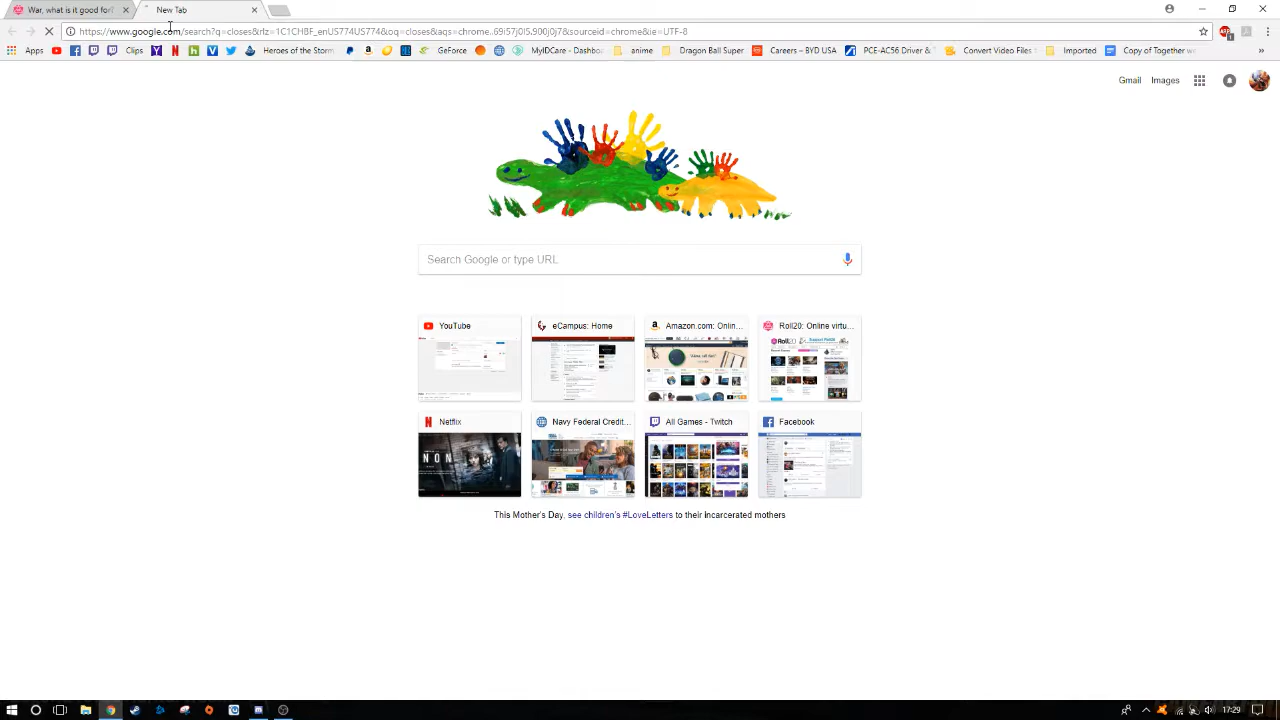 War, what is it good for?
New Tab
https://www.google.com/search?q=closes&rlz=1C1CHBF_enUS774US774&oq=closes&aqs=chrome..69i57j0l5.900j0j7&sourceid=chrome&ie=UTF-8
Apps Clips Heroes of the Storm GeForce MyIDCare - Dashbo anime Dragon Ball Super Careers – BYD USA PCE-AC56 Driver & Convert Video Files Imported Copy of Together
Gmail Images
Search Google or type URL
YouTube eCampus: Home Amazon.com: Onlin... Roll20: Online virtu...
Netflix Navy Federal Credit... All Games - Twitch Facebook
This Mother's Day, see children's #LoveLetters to their incarcerated mothers
17:29